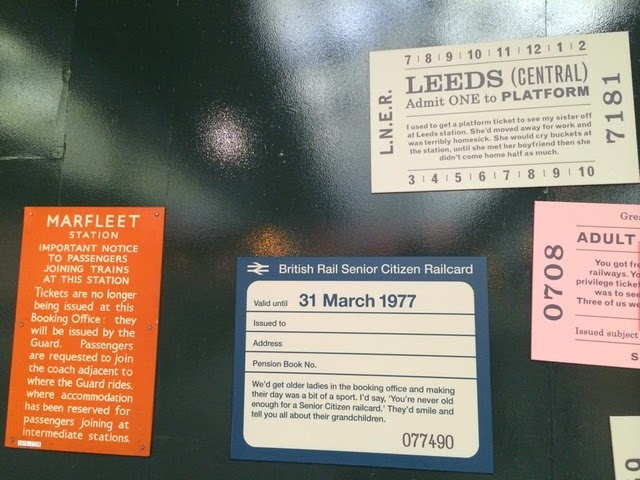 7 8 9 10 11 12 1 2
LEEDS (CENTRAL)
Admit ONE to PLATFORM
I used to get a platform ticket to see my sister off
at Leeds station. She'd moved away for work and
was terribly homesick. She would cry buckets at
the station, until she met her boyfriend then she
didn't come home half as much.
3 4 5 6 7 8 9 10
L.N.E.R.
7181
MARFLEET
STATION
IMPORTANT NOTICE
TO PASSENGERS
JOINING TRAINS
AT THIS STATION
Tickets are no longer
being issued at this
Booking Office: they
will be issued by the
Guard. Passengers
are requested to join
the coach adjacent to
where the Guard rides,
where accommodation
has been reserved for
passengers joining at
intermediate stations.
British Rail Senior Citizen Railcard
Valid until 31 March 1977
Issued to
Address
Pension Book No.
We'd get older ladies in the booking office and making
their day was a bit of a sport. I'd say, 'You're never old
enough for a Senior Citizen railcard.' They'd smile and
tell you all about their grandchildren.
077490
Grea
ADULT
0708
You got fre
railways. Yo
privilege ticket
was to see
Three of us we
Issued subject
S